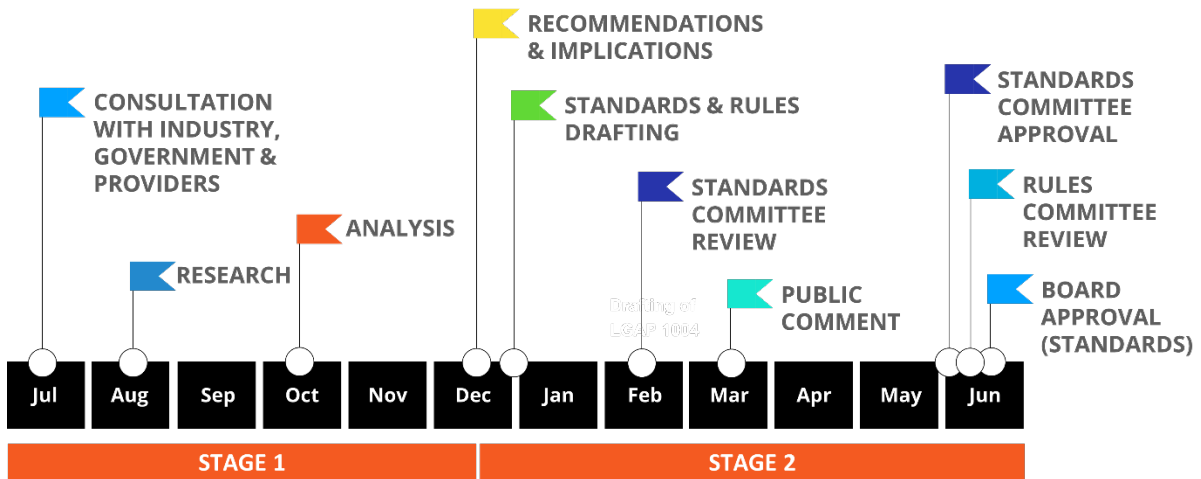 RECOMMENDATIONS
& IMPLICATIONS
CONSULTATION
WITH INDUSTRY,
GOVERNMENT &
PROVIDERS
STANDARDS & RULES
DRAFTING
STANDARDS
COMMITTEE
APPROVAL
STANDARDS
COMMITTEE
REVIEW
RULES
COMMITTEE
REVIEW
ANALYSIS
RESEARCH
Drafting of
LGAP 1004
PUBLIC
COMMENT
BOARD
APPROVAL
(STANDARDS)
Jul
Aug
Sep
Oct
Nov
Dec
Jan
Feb
Mar
Apr
May
Jun
STAGE 1
STAGE 2